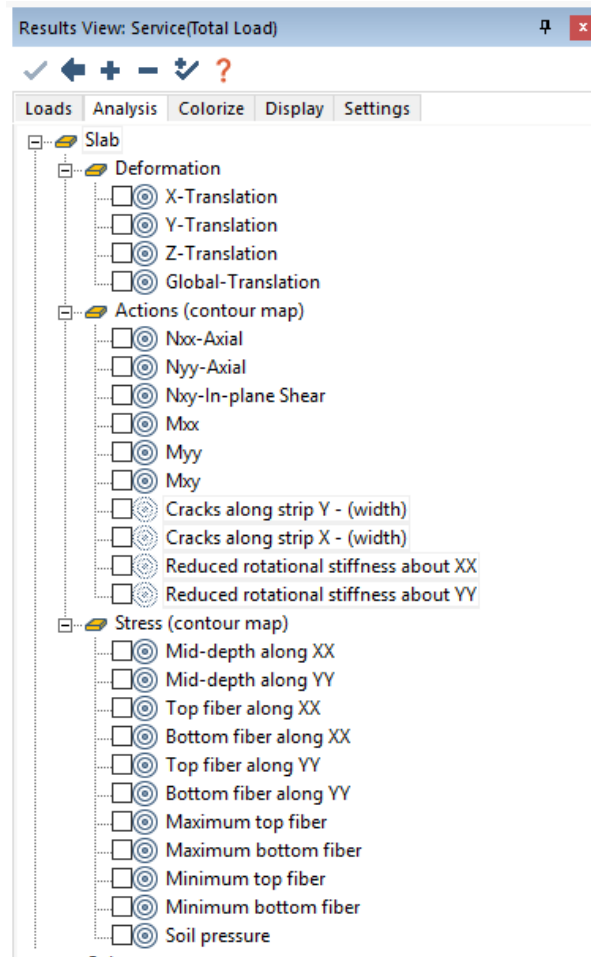 Results View: Service(Total Load)
Loads Analysis Colorize Display Settings
Slab
Deformation
X-Translation
Y-Translation
Z-Translation
Global-Translation
Actions (contour map)
Nxx-Axial
Nyy-Axial
Nxy-In-plane Shear
Mxx
Myy
Mxy
Cracks along strip Y - (width)
Cracks along strip X - (width)
Reduced rotational stiffness about XX
Reduced rotational stiffness about YY
Stress (contour map)
Mid-depth along XX
Mid-depth along YY
Top fiber along XX
Bottom fiber along XX
Top fiber along YY
Bottom fiber along YY
Maximum top fiber
Maximum bottom fiber
Minimum top fiber
Minimum bottom fiber
Soil pressure